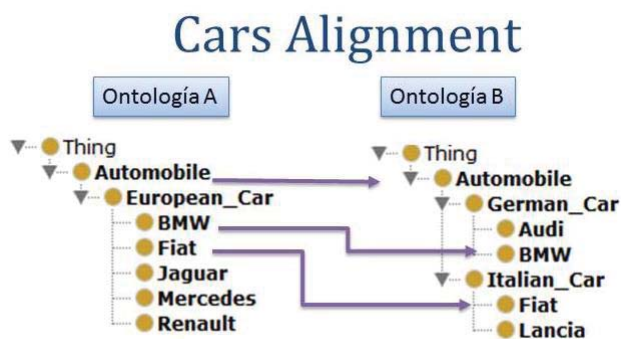 Cars Alignment
Ontología A
Thing
Automobile
European_Car
BMW
Fiat
Jaguar
Mercedes
Renault
Ontología B
Thing
Automobile
German_Car
Audi
BMW
Italian_Car
Fiat
Lancia